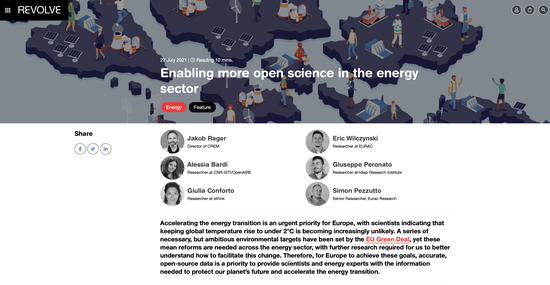 REVOLVE
27 July 2021 | Reading 10 mins.
Enabling more open science in the energy
sector
Energy
Feature
Share
Jakob Rager
Director of CREM
Eric Wilczynski
Researcher at EURAC
Alessia Bardi
Researcher at CNR-ISTI/OpenAIRE
Giuseppe Peronato
Researcher at Idiap Research Institute
Giulia Conforto
Researcher at e-think
Simon Pezzutto
Senior Researcher, Eurac Research
Accelerating the energy transition is an urgent priority for Europe, with scientists indicating that
keeping global temperature rise to under 2°C is becoming increasingly unlikely. A series of
necessary, but ambitious environmental targets have been set by the EU Green Deal, yet these
mean reforms are needed across the energy sector, with further research required for us to better
understand how to facilitate this change. Therefore, for Europe to achieve these goals, accurate,
open-source data is a priority to provide scientists and energy experts with the information
needed to protect our planet's future and accelerate the energy transition.